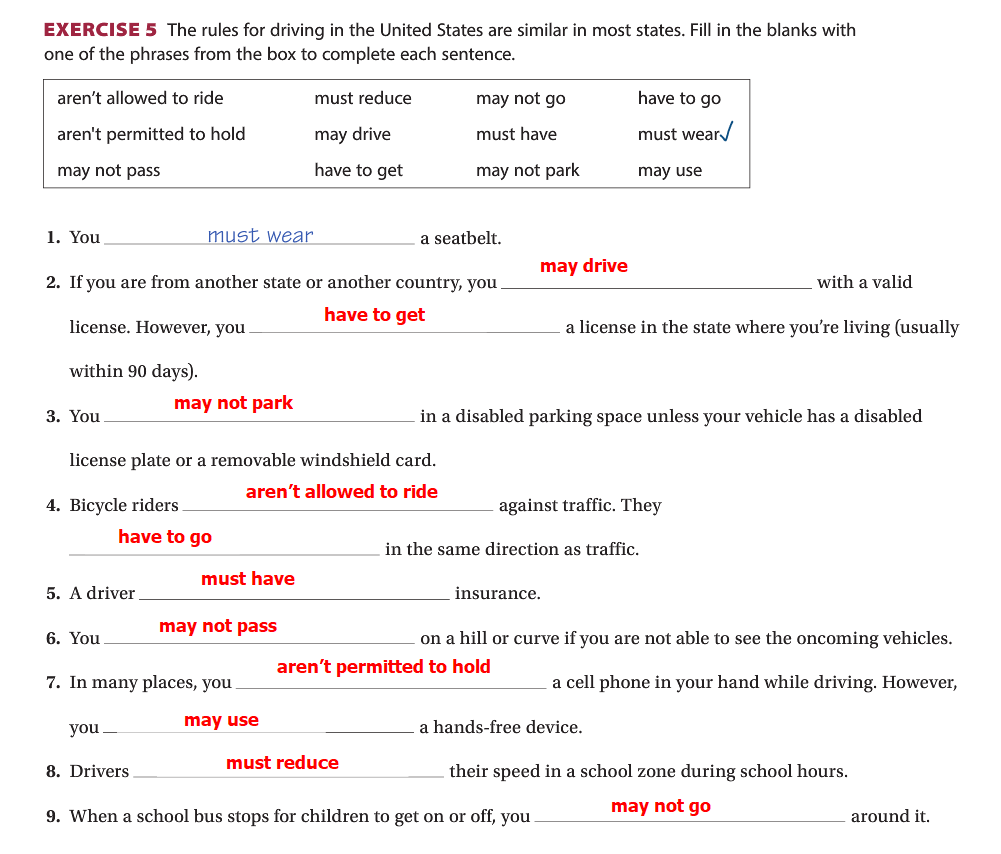 EXERCISE 5 The rules for driving in the United States are similar in most states. Fill in the blanks with
one of the phrases from the box to complete each sentence.
aren’t allowed to ride must reduce may not go have to go
aren't permitted to hold may drive must have must wear✓
may not pass have to get may not park may use
1. You must wear a seatbelt.
2. If you are from another state or another country, you may drive with a valid
license. However, you have to get a license in the state where you’re living (usually
within 90 days).
3. You may not park in a disabled parking space unless your vehicle has a disabled
license plate or a removable windshield card.
4. Bicycle riders aren’t allowed to ride against traffic. They
have to go in the same direction as traffic.
5. A driver must have insurance.
6. You may not pass on a hill or curve if you are not able to see the oncoming vehicles.
7. In many places, you aren’t permitted to hold a cell phone in your hand while driving. However,
you may use a hands-free device.
8. Drivers must reduce their speed in a school zone during school hours.
9. When a school bus stops for children to get on or off, you may not go around it.